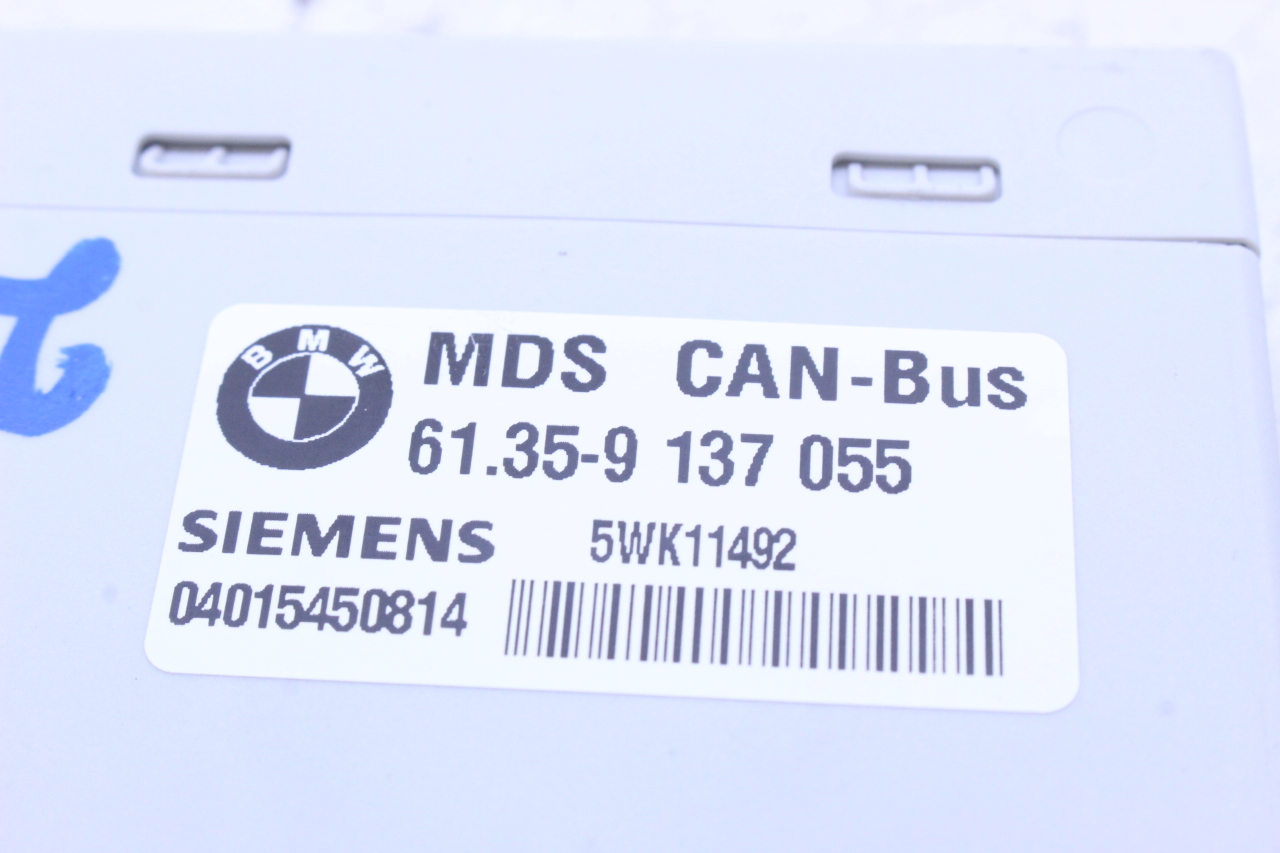 BMW MDS CAN-Bus
61.35-9 137 055
SIEMENS 5WK11492
04015450814